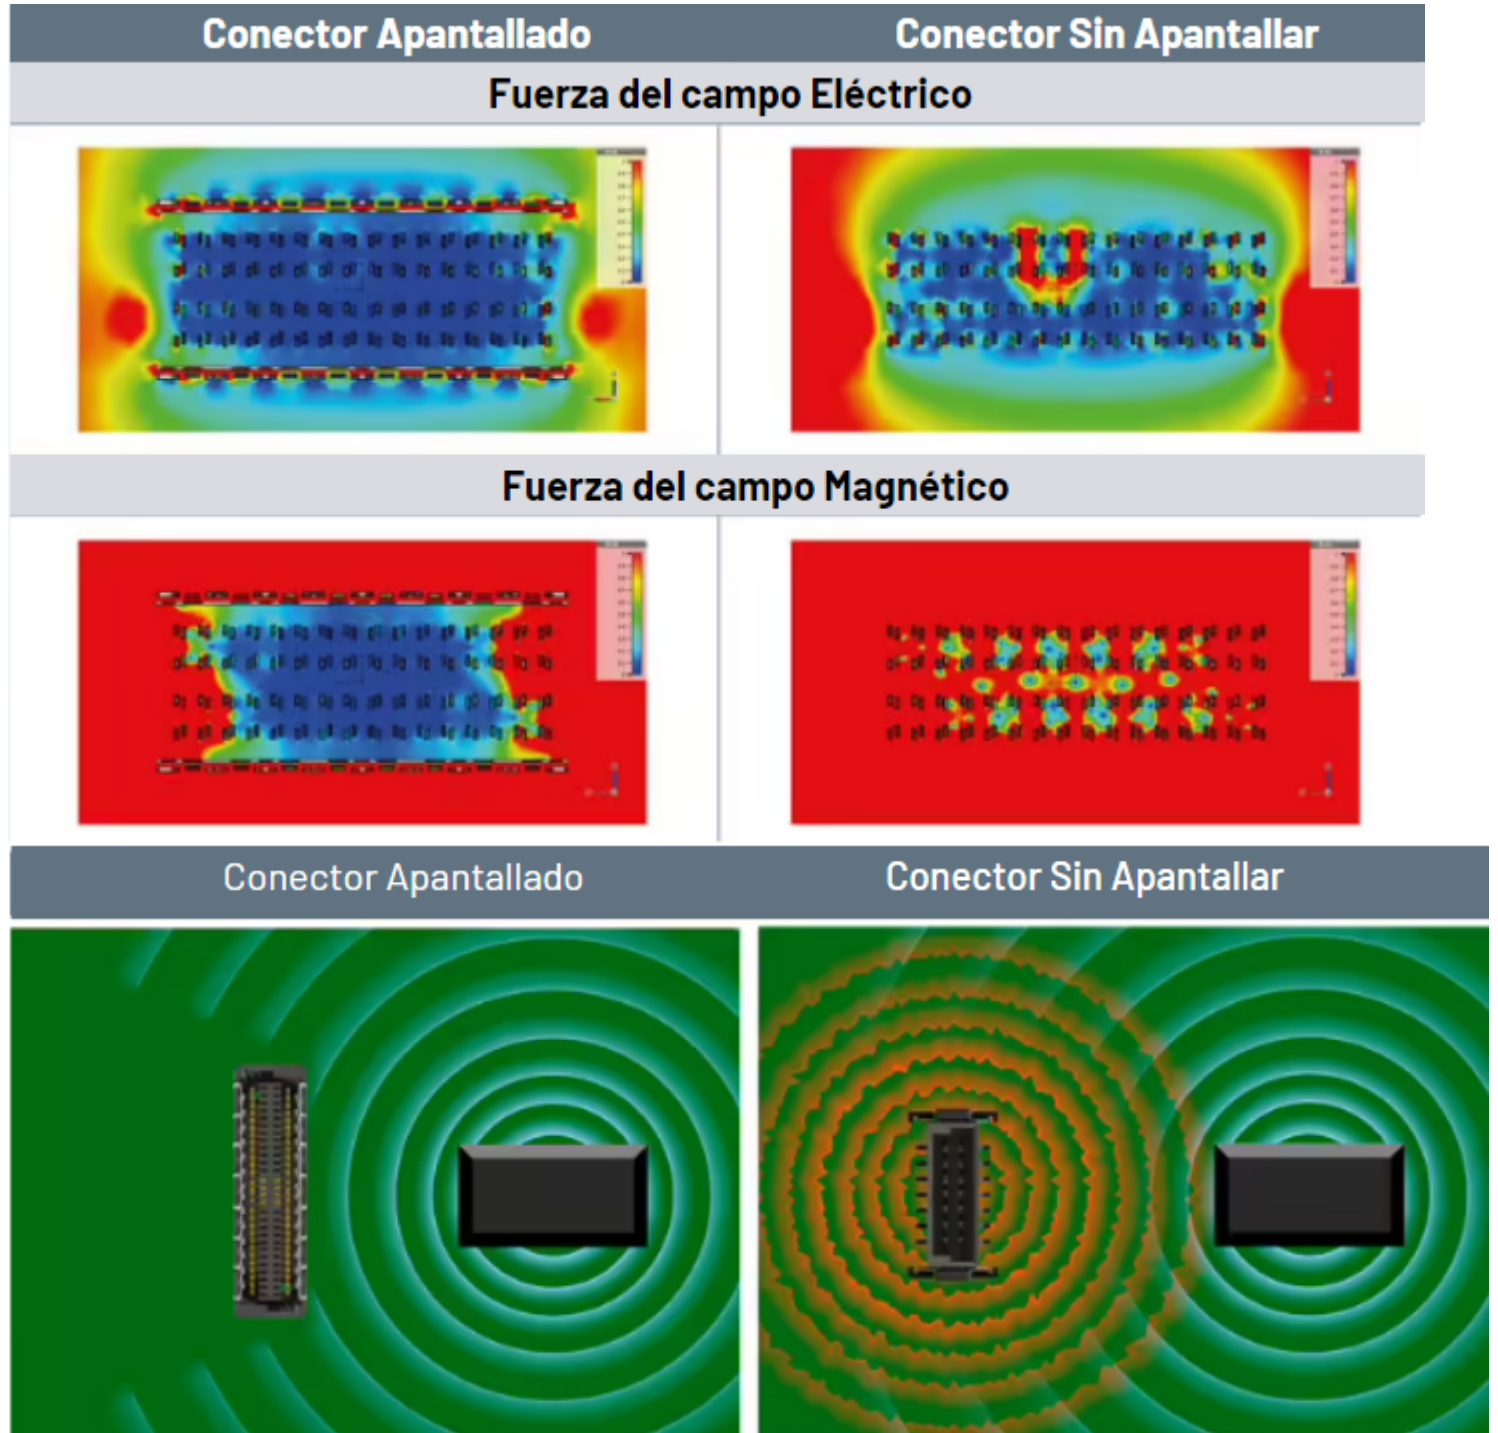 Conector Apantallado
Conector Sin Apantallar
Fuerza del campo Eléctrico
Fuerza del campo Magnético
Conector Apantallado
Conector Sin Apantallar